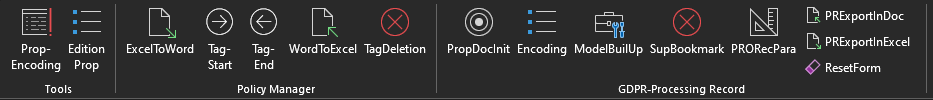 Prop-Encoding
Edition Prop
Tools
ExcelToWord
Tag-Start
Tag-End
WordToExcel
TagDeletion
Policy Manager
PropDocInit
Encoding
ModelBuilUp
SupBookmark
PRORecPara
PRExportInDoc
PRExportInExcel
ResetForm
GDPR-Processing Record